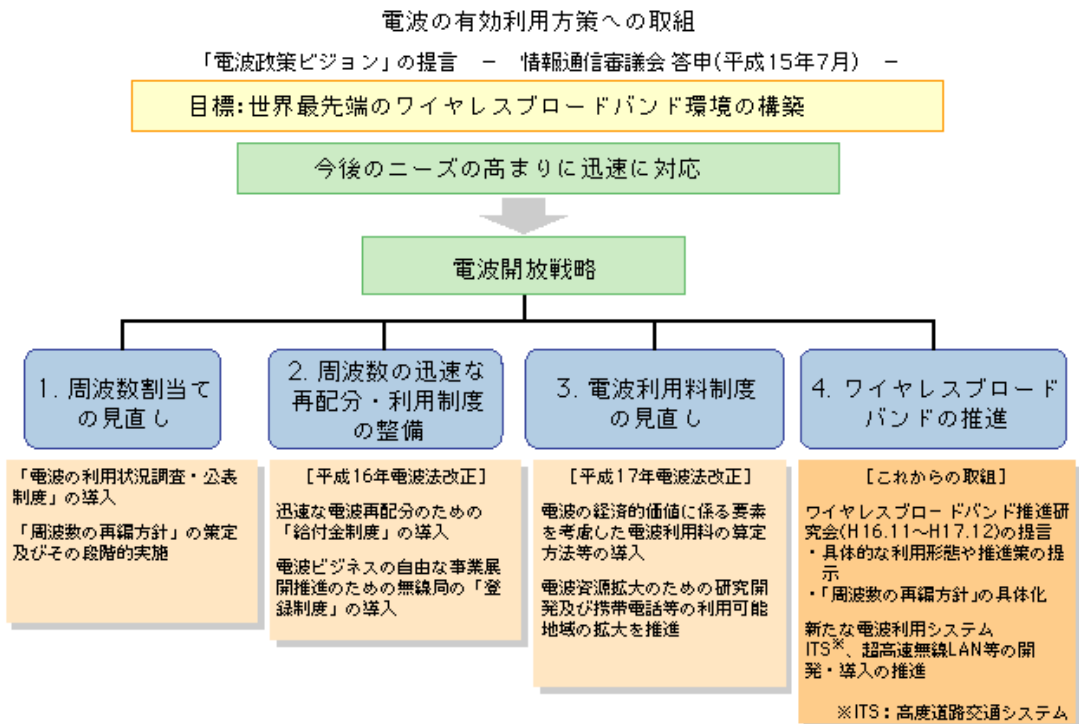 電波の有効利用方策への取組
「電波政策ビジョン」の提言　－　情報通信審議会 答申(平成15年7月)　－
目標:世界最先端のワイヤレスブロードバンド環境の構築
今後のニーズの高まりに迅速に対応
電波開放戦略
1. 周波数割当て
の見直し
2. 周波数の迅速な
再配分・利用制度
の整備
3. 電波利用料制度
の見直し
4. ワイヤレスブロード
バンドの推進
「電波の利用状況調査・公表
制度」の導入
「周波数の再編方針」の策定
及びその段階的実施
［平成16年電波法改正］
迅速な電波再配分のための
「給付金制度」の導入
電波ビジネスの自由な事業展
開推進のための無線局の「登
録制度」の導入
［平成17年電波法改正］
電波の経済的価値に係る要素
を考慮した電波利用料の算定
方法等の導入
電波資源拡大のための研究開
発及び携帯電話等の利用可能
地域の拡大を推進
［これからの取組］
ワイヤレスブロードバンド推進研
究会(H16.11～H17.12)の提言
・具体的な利用形態や推進策の提
示
・「周波数の再編方針」の具体化
新たな電波利用システム
ITS※、超高速無線LAN等の開
発・導入の推進
※ITS：高度道路交通システム